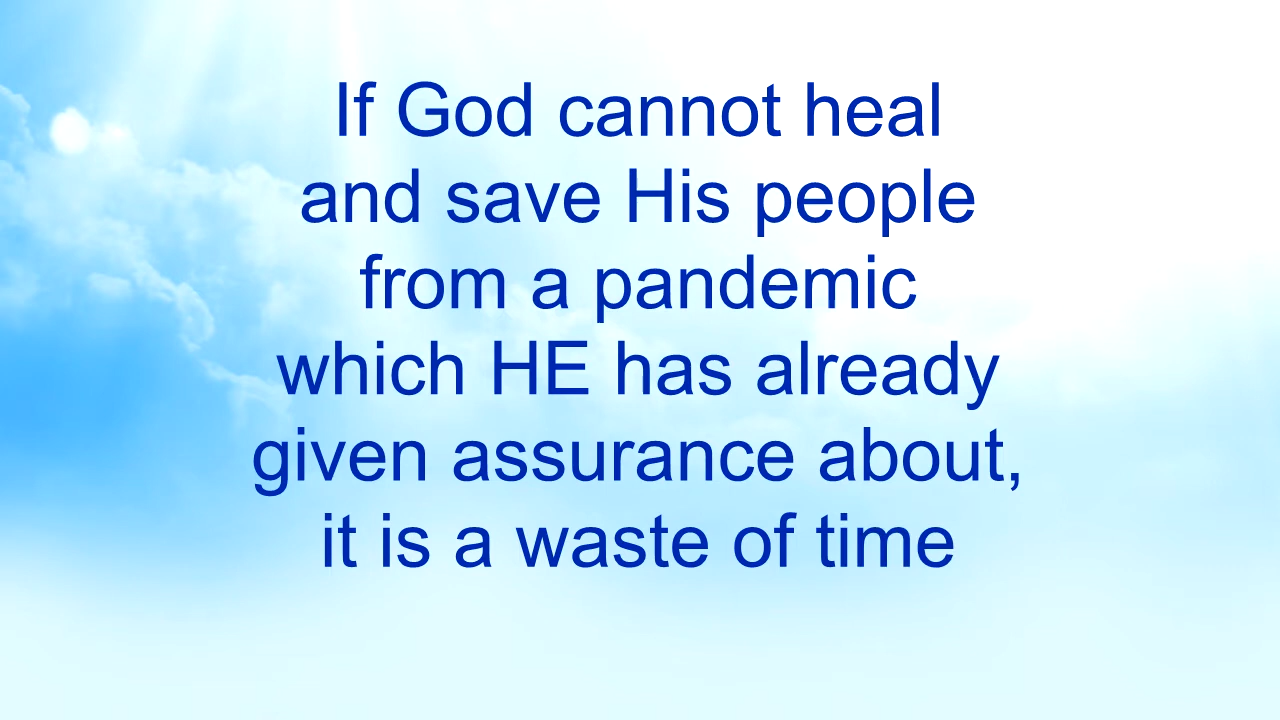 If God cannot heal
and save His people
from a pandemic
which HE has already
given assurance about,
it is a waste of time